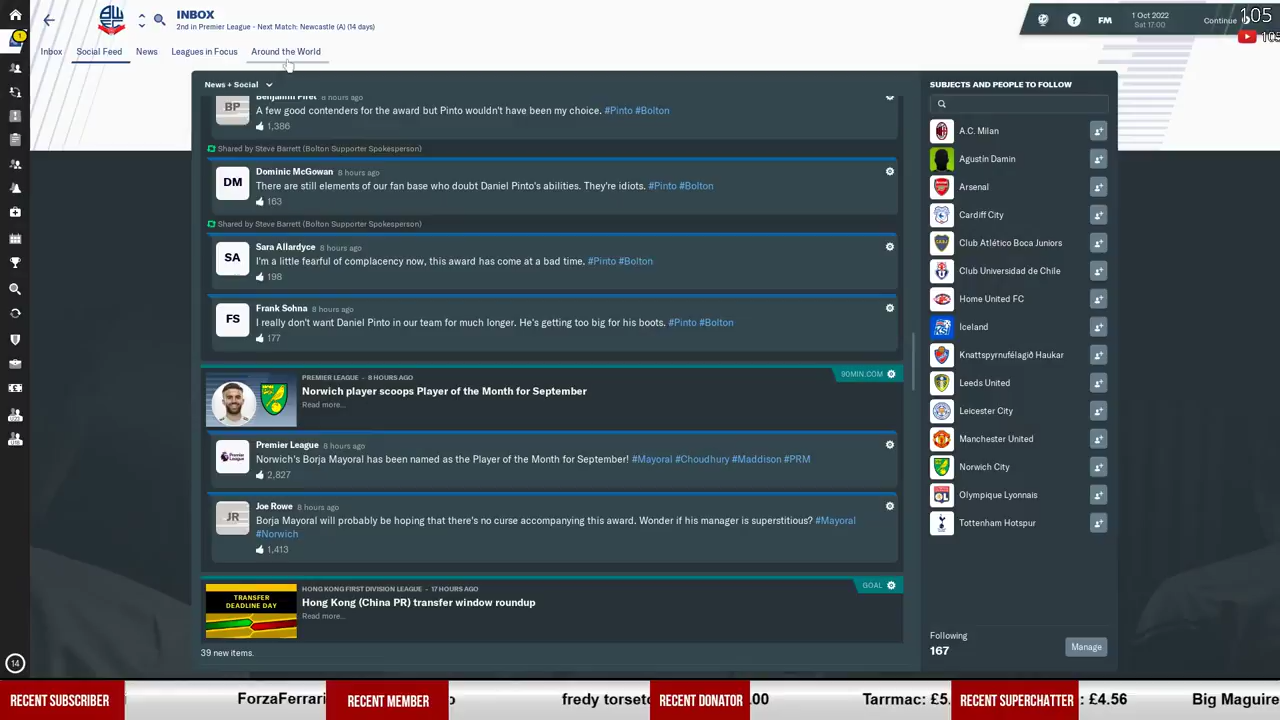 INBOX
2nd in Premier League - Next Match: Newcastle (A) (14 days)
1 Oct 2022
Sat 17:00
FM
Continue
105
Inbox
Social Feed
News
Leagues in Focus
Around the World
News + Social
Benjamin Piret 8 hours ago
BP
A few good contenders for the award but Pinto wouldn't have been my choice. #Pinto #Bolton
1,386
Shared by Steve Barrett (Bolton Supporter Spokesperson)
DM
Dominic McGowan 8 hours ago
There are still elements of our fan base who doubt Daniel Pinto's abilities. They're idiots. #Pinto #Bolton
163
Shared by Steve Barrett (Bolton Supporter Spokesperson)
SA
Sara Allardyce 8 hours ago
I'm a little fearful of complacency now, this award has come at a bad time. #Pinto #Bolton
198
FS
Frank Sohna 8 hours ago
I really don't want Daniel Pinto in our team for much longer. He's getting too big for his boots. #Pinto #Bolton
177
PREMIER LEAGUE - 8 HOURS AGO
90MIN.COM
Norwich player scoops Player of the Month for September
Read more...
Premier League 8 hours ago
Norwich's Borja Mayoral has been named as the Player of the Month for September! #Mayoral #Choudhury #Maddison #PRM
2,827
JR
Joe Rowe 8 hours ago
Borja Mayoral will probably be hoping that there's no curse accompanying this award. Wonder if his manager is superstitious? #Mayoral
#Norwich
1,413
HONG KONG FIRST DIVISION LEAGUE - 17 HOURS AGO
GOAL
TRANSFER
DEADLINE DAY
Hong Kong (China PR) transfer window roundup
Read more...
39 new items.
SUBJECTS AND PEOPLE TO FOLLOW
A.C. Milan
Agustín Damin
Arsenal
Cardiff City
Club Atlético Boca Juniors
Club Universidad de Chile
Home United FC
Iceland
Knattspyrnufélagið Haukar
Leeds United
Leicester City
Manchester United
Norwich City
Olympique Lyonnais
Tottenham Hotspur
Following
167
Manage
14
RECENT SUBSCRIBER
ForzaFerrari
RECENT MEMBER
fredy torseto
RECENT DONATOR
.00
Tarrmac: £5.
RECENT SUPERCHATTER
: £4.56
Big Maguire